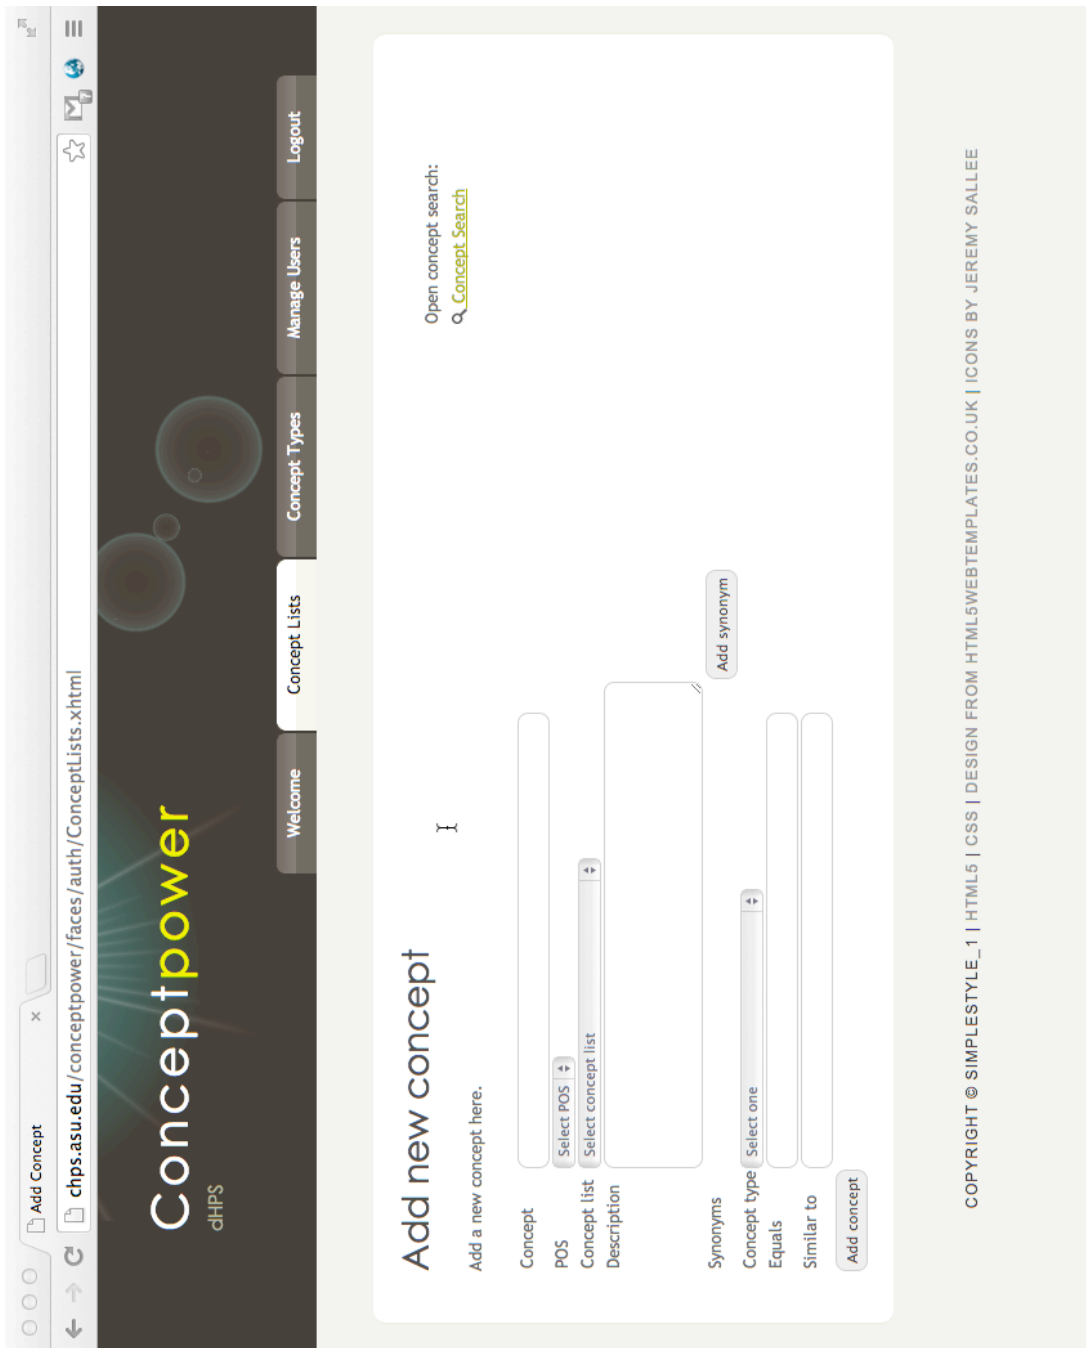 Add Concept
chps.asu.edu/conceptpower/faces/auth/ConceptLists.xhtml
7
Conceptpower
dHPS
Welcome
Concept Lists
Concept Types
Manage Users
Logout
Add new concept
Open concept search:
Concept Search
Add a new concept here.
Concept
POS Select POS
Concept list Select concept list
Description
Synonyms Add synonym
Concept type Select one
Equals
Similar to
Add concept
COPYRIGHT © SIMPLESTYLE_1 | HTML5 | CSS | DESIGN FROM HTML5WEBTEMPLATES.CO.UK | ICONS BY JEREMY SALLEE